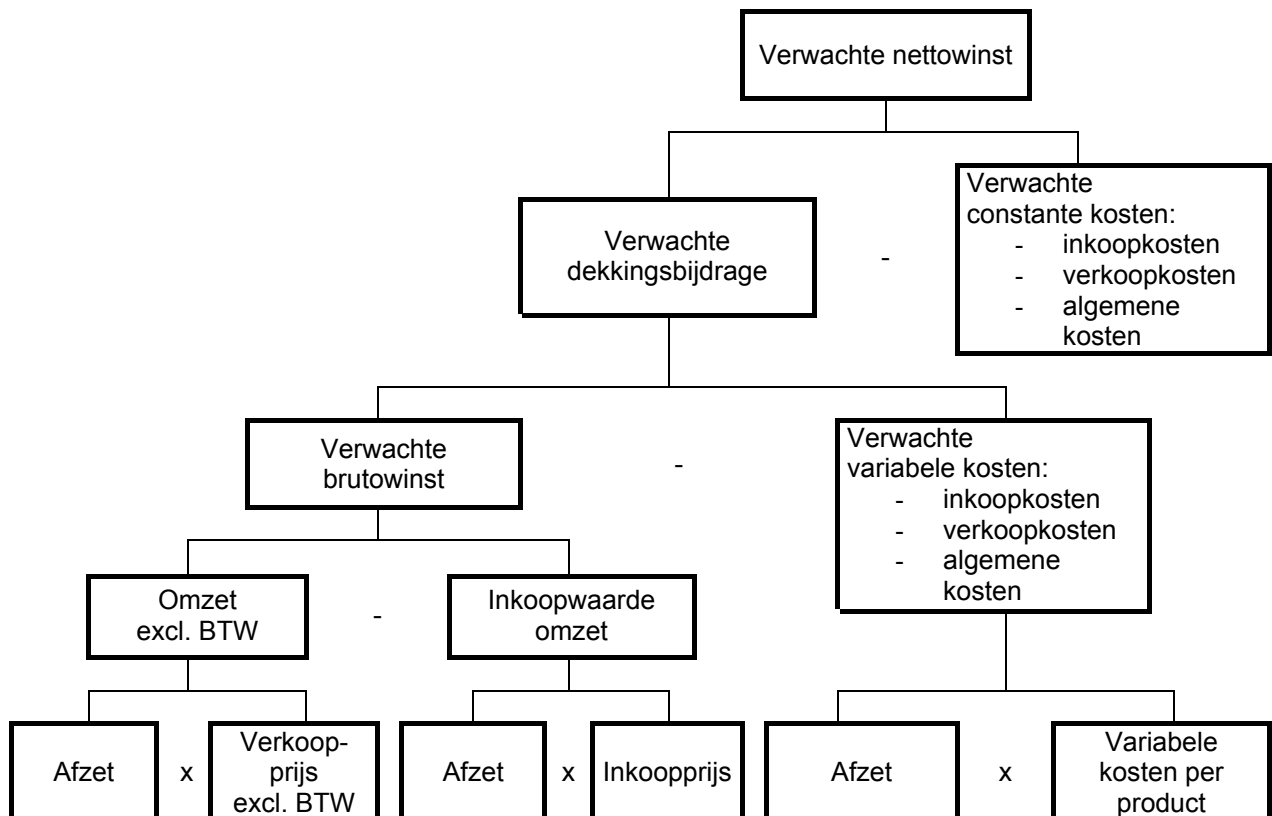 Verwachte nettowinst
Verwachte
dekkingsbijdrage
-
Verwachte
constante kosten:
- inkoopkosten
- verkoopkosten
- algemene
kosten
Verwachte
brutowinst
-
Verwachte
variabele kosten:
- inkoopkosten
- verkoopkosten
- algemene
kosten
Omzet
excl. BTW
-
Inkoopwaarde
omzet
Afzet
x
Verkoop-
prijs
excl. BTW
Afzet
x
Inkoopprijs
Afzet
x
Variabele
kosten per
product